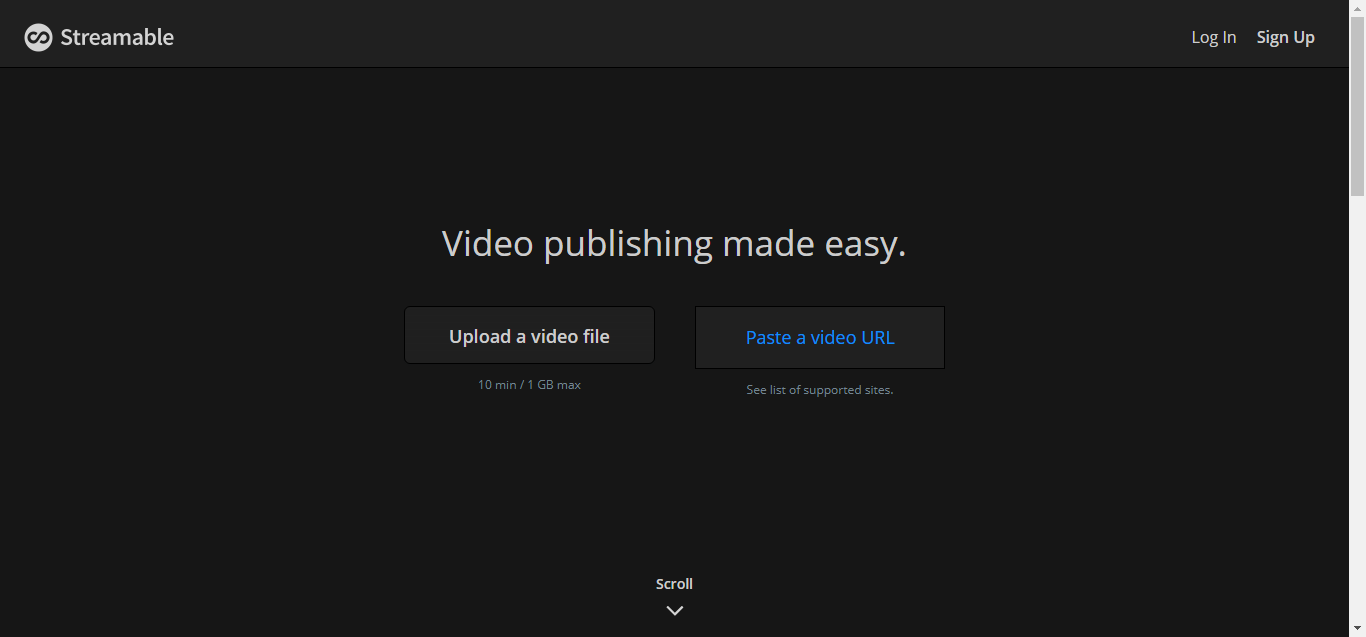 Streamable
Log In Sign Up
Video publishing made easy.
Upload a video file
Paste a video URL
10 min / 1 GB max
See list of supported sites.
Scroll